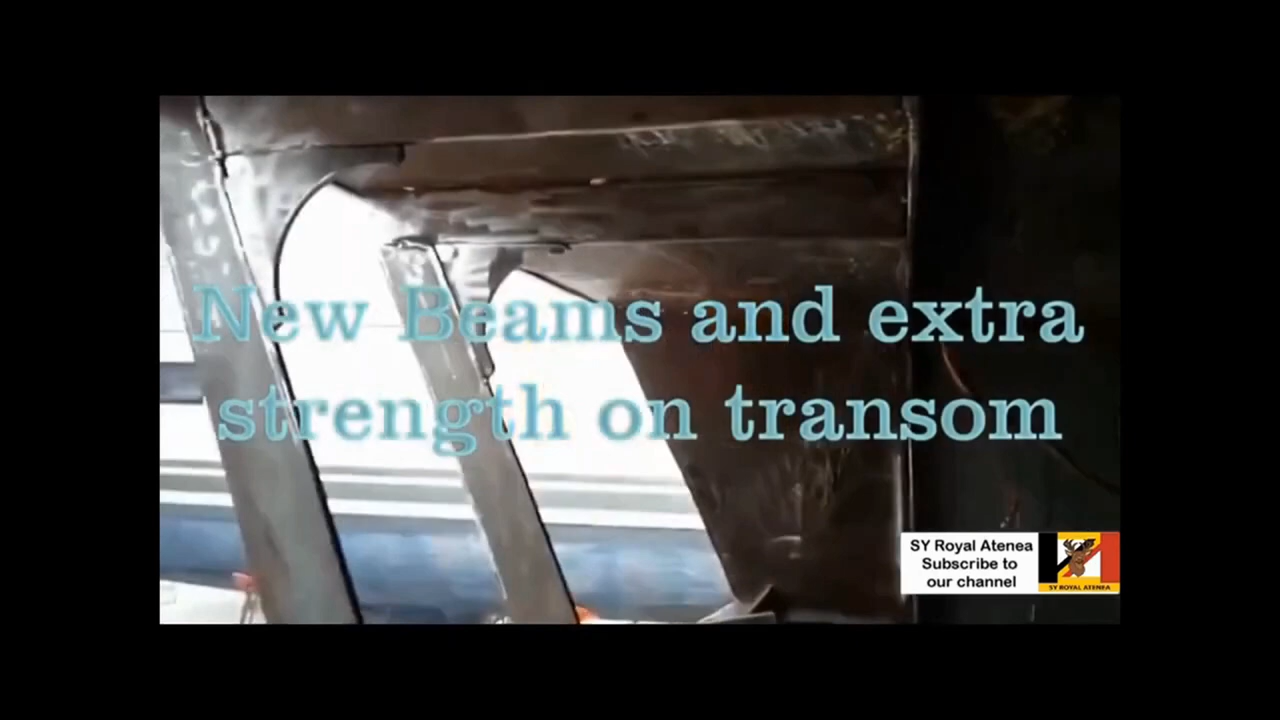 New Beams and extra
strength on transom
SY Royal Atenea
Subscribe to
our channel
SY ROYAL ATENEA